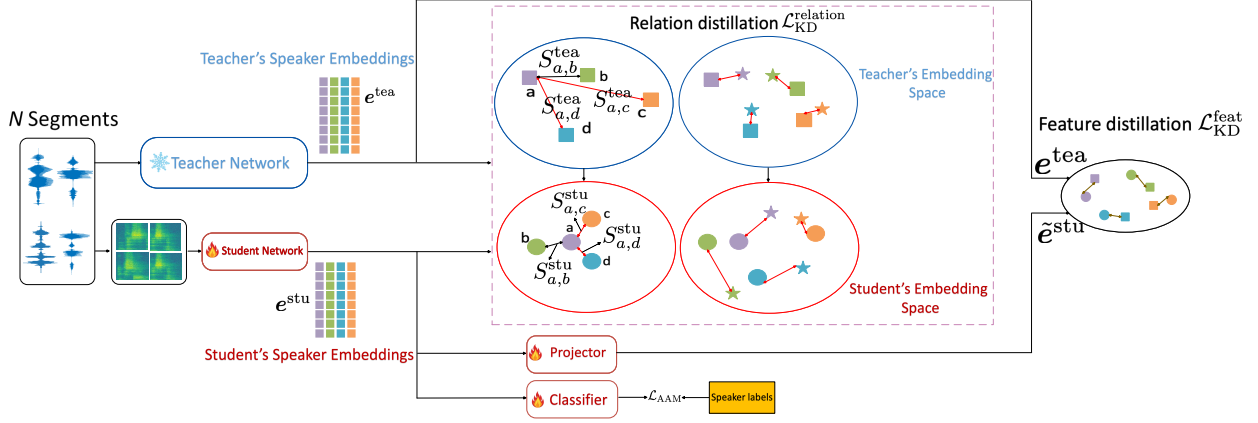 Relation distillation $\mathcal{L}_{\mathrm{KD}}^{\mathrm{relation}}$
Teacher's Speaker Embeddings
$e^{\mathrm{tea}}$
N Segments
Teacher Network
$S_{a,b}^{\mathrm{tea}}$
a
b
$S_{a,c}^{\mathrm{tea}}$
c
$S_{a,d}^{\mathrm{tea}}$
d
Teacher's Embedding
Space
Feature distillation $\mathcal{L}_{\mathrm{KD}}^{\mathrm{feat}}$
$e^{\mathrm{tea}}$
$\tilde{e}^{\mathrm{stu}}$
Student Network
$S_{a,c}^{\mathrm{stu}}$
c
a
b
$S_{a,d}^{\mathrm{stu}}$
d
$S_{a,b}^{\mathrm{stu}}$
Student's Embedding
Space
$e^{\mathrm{stu}}$
Student's Speaker Embeddings
Projector
Classifier
$\mathcal{L}_{\mathrm{AAM}}$
Speaker labels